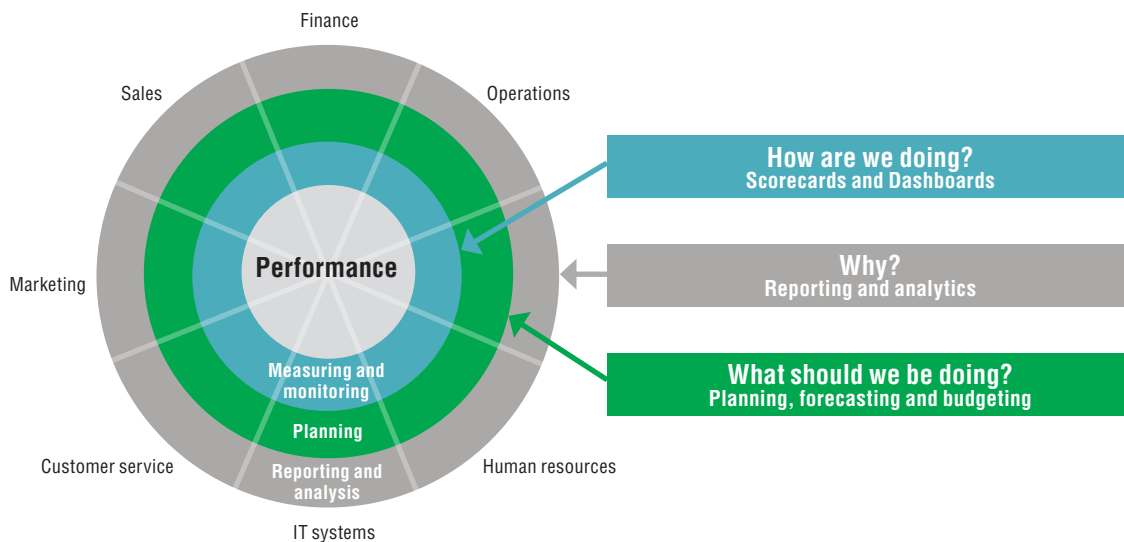 Finance
Sales
Operations
Marketing
Performance
Measuring and
monitoring
Planning
Reporting and
analysis
Customer service
Human resources
IT systems
How are we doing?
Scorecards and Dashboards
Why?
Reporting and analytics
What should we be doing?
Planning, forecasting and budgeting